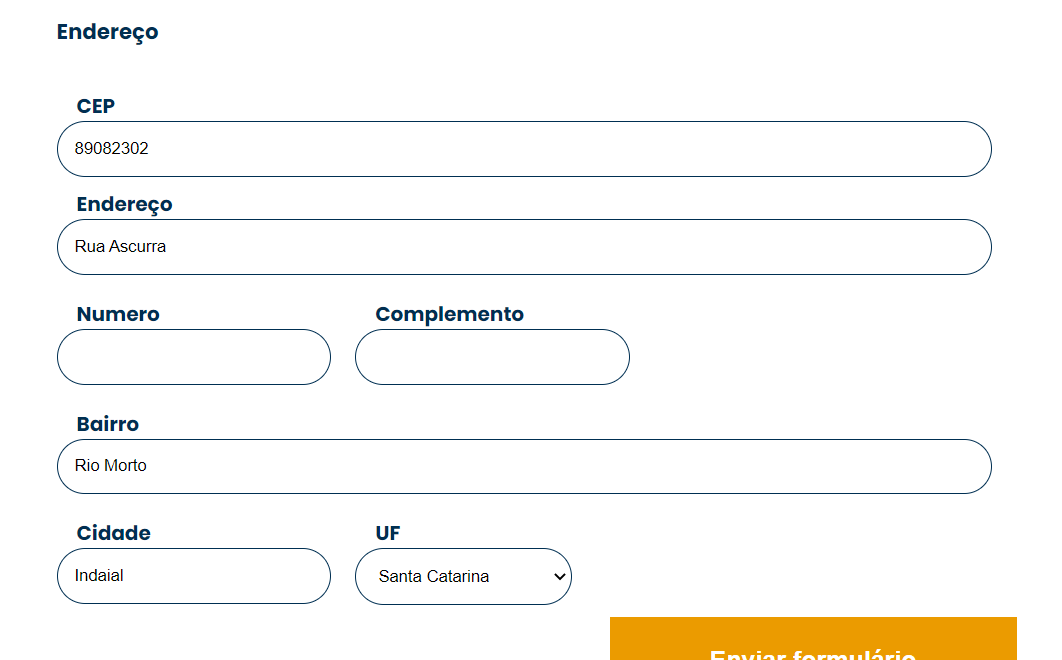 Endereço
CEP
89082302
Endereço
Rua Ascurra
Numero Complemento
Bairro
Rio Morto
Cidade UF
Indaial Santa Catarina
Enviar formulário